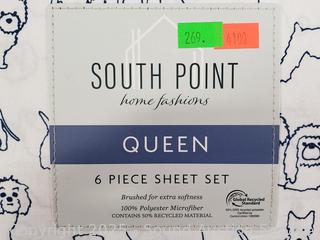 269.
4100
SOUTH POINT
home fashions
QUEEN
6 PIECE SHEET SET
Brushed for extra softness
100% Polyester Microfiber
CONTAINS 50% RECYCLED MATERIAL
Global Recycled
Standard